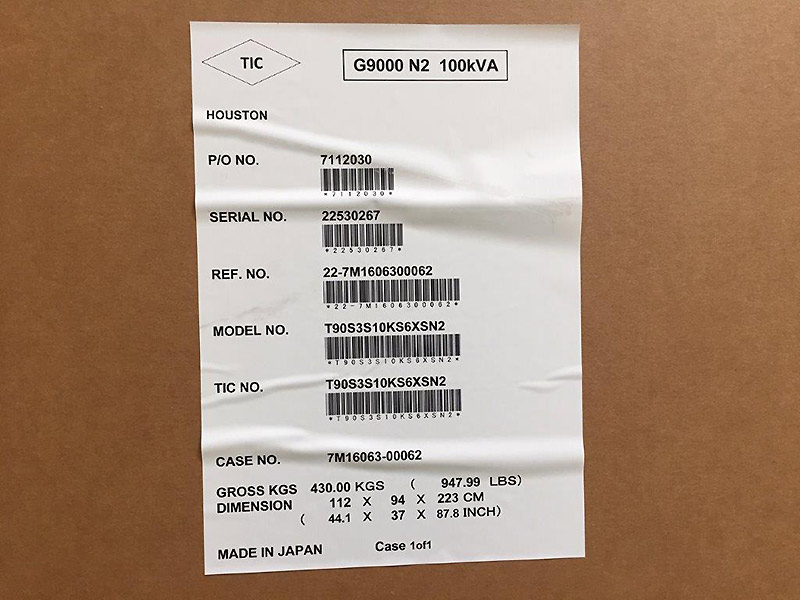 TIC
G9000 N2 100kVA
HOUSTON
P/O NO. 7112030
*7112030*
SERIAL NO. 22530267
*22530267*
REF. NO. 22-7M1606300062
*22-7M1606300062*
MODEL NO. T90S3S10KS6XSN2
*T90S3S10KS6XSN2*
TIC NO. T90S3S10KS6XSN2
*T90S3S10KS6XSN2*
CASE NO. 7M16063-00062
GROSS KGS 430.00 KGS ( 947.99 LBS)
DIMENSION 112 X 94 X 223 CM
( 44.1 X 37 X 87.8 INCH)
MADE IN JAPAN Case 1of1